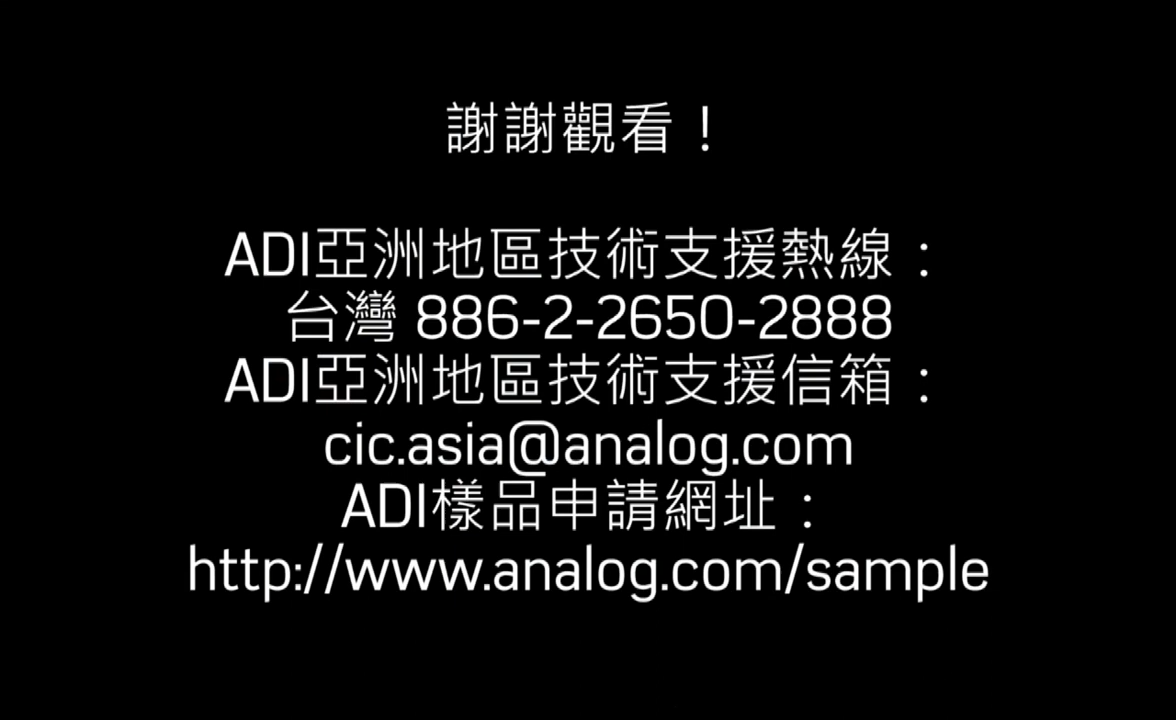 謝謝觀看！
ADI亞洲地區技術支援熱線：
台灣 886-2-2650-2888
ADI亞洲地區技術支援信箱：
cic.asia@analog.com
ADI樣品申請網址：
http://www.analog.com/sample